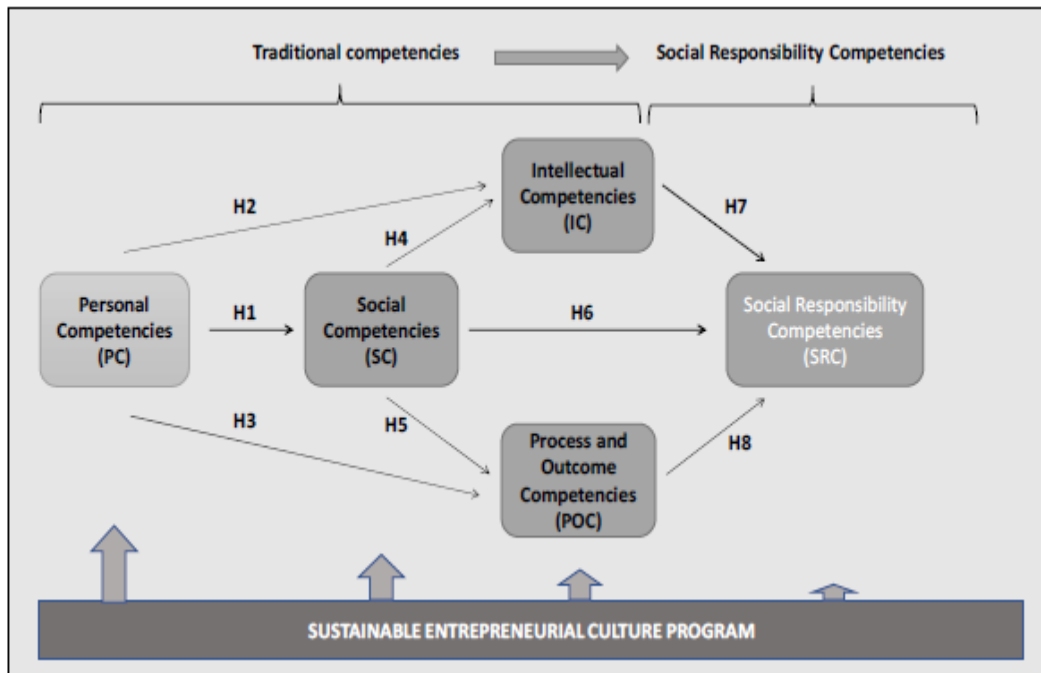 Traditional competencies
Social Responsibility Competencies
Intellectual
Competencies
(IC)
H2
H7
H4
Personal
Competencies
(PC)
H1
Social
Competencies
(SC)
H6
Social Responsibility
Competencies
(SRC)
H3
H5
Process and
Outcome
Competencies
(POC)
H8
SUSTAINABLE ENTREPRENEURIAL CULTURE PROGRAM